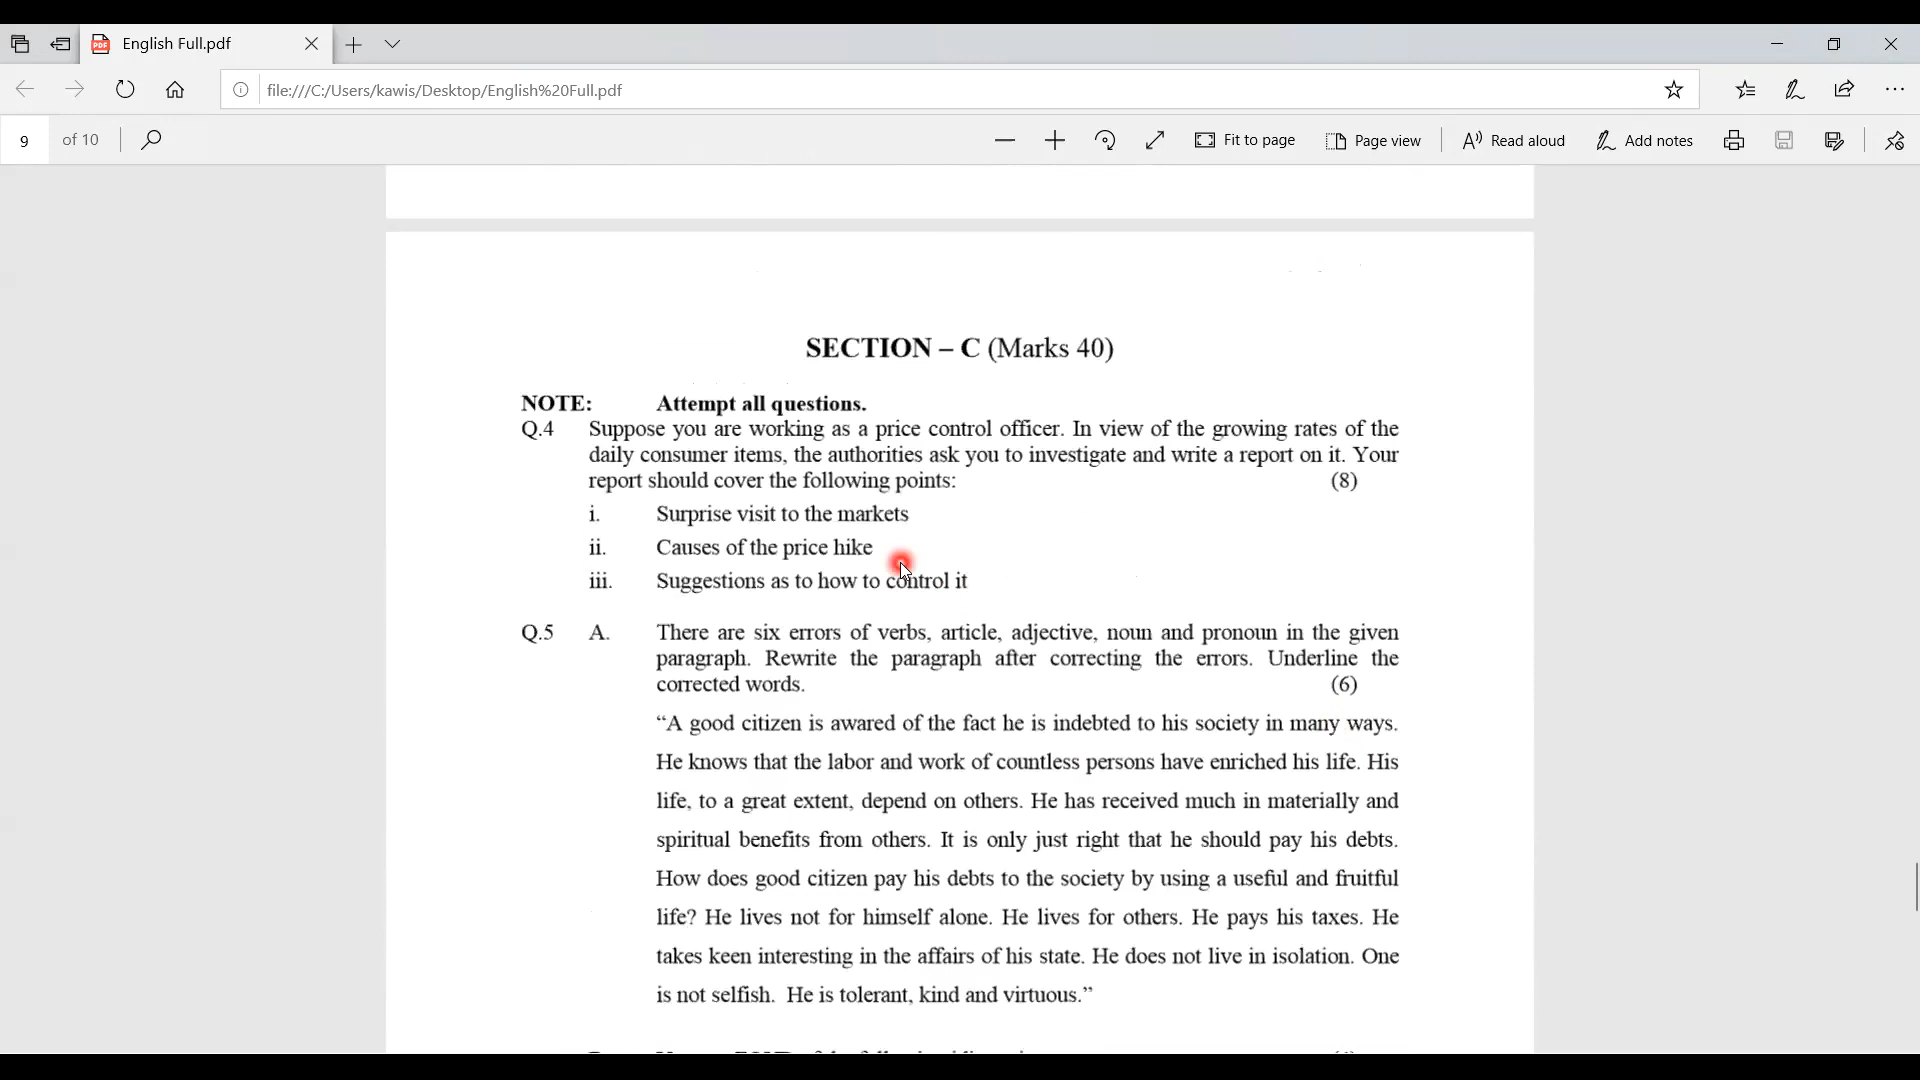 English Full.pdf
file:///C:/Users/kawis/Desktop/English%20Full.pdf
9 of 10 Fit to page Page view Read aloud Add notes
SECTION – C (Marks 40)
NOTE: Attempt all questions.
Q.4 Suppose you are working as a price control officer. In view of the growing rates of the
daily consumer items, the authorities ask you to investigate and write a report on it. Your
report should cover the following points: (8)
i. Surprise visit to the markets
ii. Causes of the price hike
iii. Suggestions as to how to control it
Q.5 A. There are six errors of verbs, article, adjective, noun and pronoun in the given
paragraph. Rewrite the paragraph after correcting the errors. Underline the
corrected words. (6)
“A good citizen is awared of the fact he is indebted to his society in many ways.
He knows that the labor and work of countless persons have enriched his life. His
life, to a great extent, depend on others. He has received much in materially and
spiritual benefits from others. It is only just right that he should pay his debts.
How does good citizen pay his debts to the society by using a useful and fruitful
life? He lives not for himself alone. He lives for others. He pays his taxes. He
takes keen interesting in the affairs of his state. He does not live in isolation. One
is not selfish. He is tolerant, kind and virtuous.”